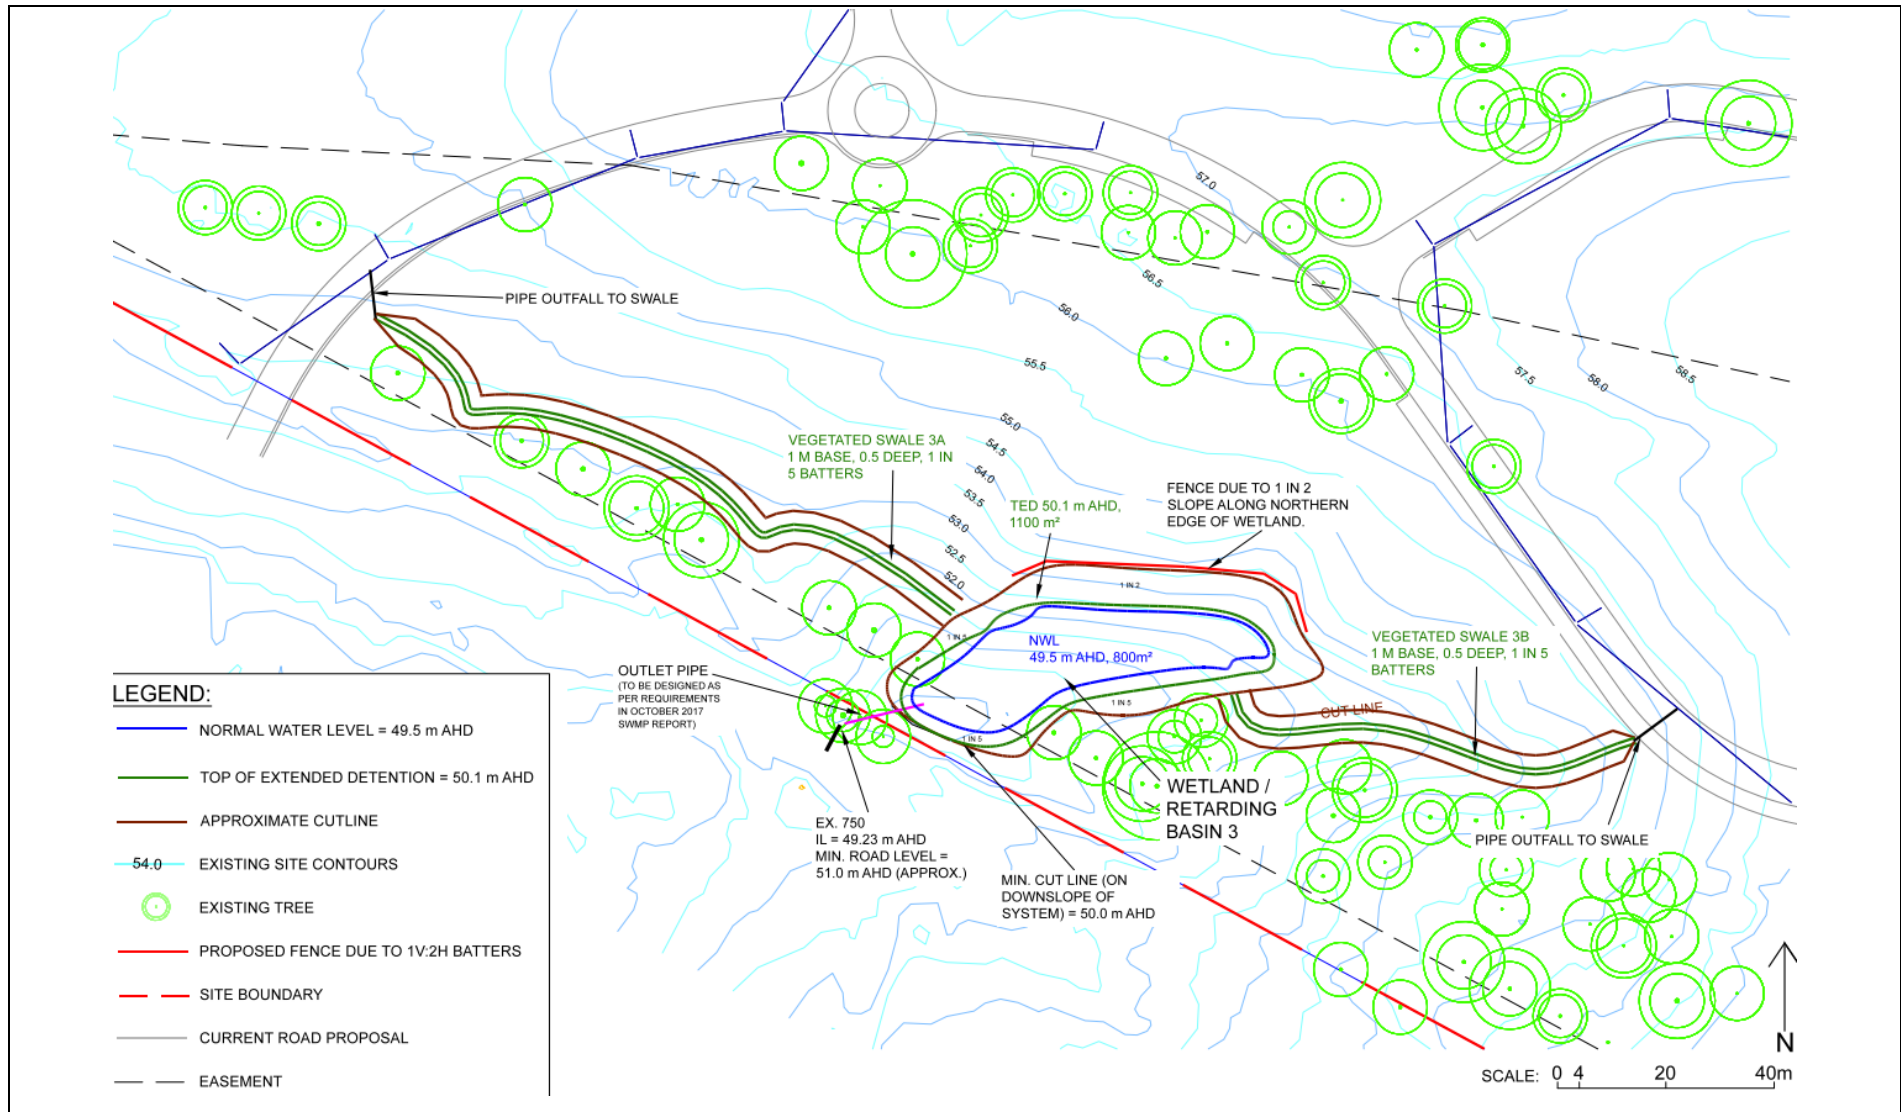 57.0
56.5
56.0
55.5
57.5
58.0
58.5
PIPE OUTFALL TO SWALE
55.0
54.5
54.0
53.5
53.0
52.5
52.0
VEGETATED SWALE 3A
1 M BASE, 0.5 DEEP, 1 IN
5 BATTERS
TED 50.1 m AHD,
1100 m²
FENCE DUE TO 1 IN 2
SLOPE ALONG NORTHERN
EDGE OF WETLAND.
1 IN 2
1 IN 5
NWL
49.5 m AHD, 800m²
VEGETATED SWALE 3B
1 M BASE, 0.5 DEEP, 1 IN 5
BATTERS
OUTLET PIPE
(TO BE DESIGNED AS
PER REQUIREMENTS
IN OCTOBER 2017
SWMP REPORT)
1 IN 5
1 IN 5
CUT LINE
WETLAND /
RETARDING
BASIN 3
EX. 750
IL = 49.23 m AHD
MIN. ROAD LEVEL =
51.0 m AHD (APPROX.)
MIN. CUT LINE (ON
DOWNSLOPE OF
SYSTEM) = 50.0 m AHD
PIPE OUTFALL TO SWALE
LEGEND:
NORMAL WATER LEVEL = 49.5 m AHD
TOP OF EXTENDED DETENTION = 50.1 m AHD
APPROXIMATE CUTLINE
54.0 EXISTING SITE CONTOURS
EXISTING TREE
PROPOSED FENCE DUE TO 1V:2H BATTERS
SITE BOUNDARY
CURRENT ROAD PROPOSAL
EASEMENT
N
SCALE: 0 4 20 40m